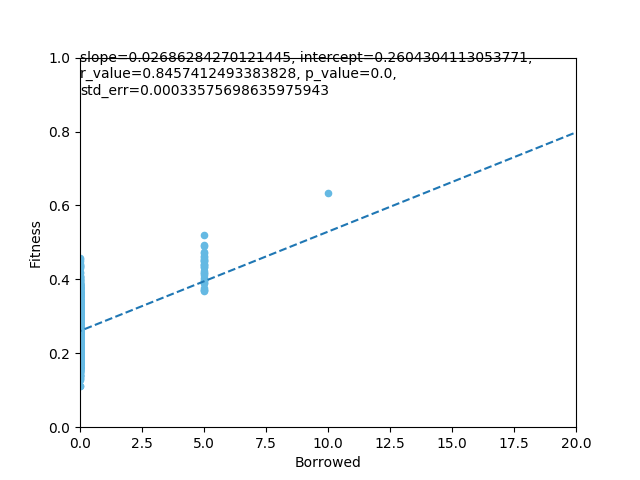 slope=0.02686284270121445, intercept=0.2604304113053771,
r_value=0.8457412493383828, p_value=0.0,
std_err=0.00033575698635975943
1.0
0.8
0.6
0.4
0.2
0.0
Fitness
0.0 2.5 5.0 7.5 10.0 12.5 15.0 17.5 20.0
Borrowed